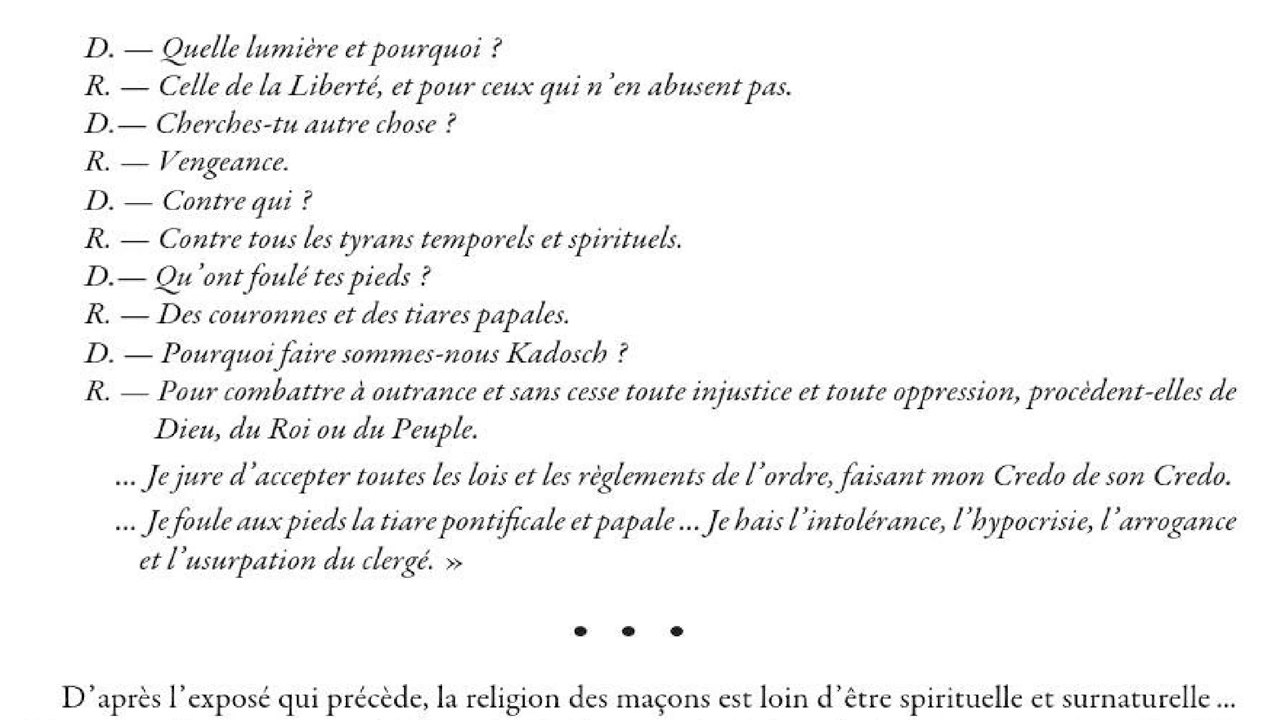 D. — Quelle lumière et pourquoi ?
R. — Celle de la Liberté, et pour ceux qui n’en abusent pas.
D.— Cherches-tu autre chose ?
R. — Vengeance.
D. — Contre qui ?
R. — Contre tous les tyrans temporels et spirituels.
D.— Qu’ont foulé tes pieds ?
R. — Des couronnes et des tiares papales.
D. — Pourquoi faire sommes-nous Kadosch ?
R. — Pour combattre à outrance et sans cesse toute injustice et toute oppression, procèdent-elles de
Dieu, du Roi ou du Peuple.
... Je jure d’accepter toutes les lois et les règlements de l’ordre, faisant mon Credo de son Credo.
... Je foule aux pieds la tiare pontificale et papale ... Je hais l’intolérance, l’hypocrisie, l’arrogance
et l’usurpation du clergé. »
• • •
D’après l’exposé qui précède, la religion des maçons est loin d’être spirituelle et surnaturelle ...